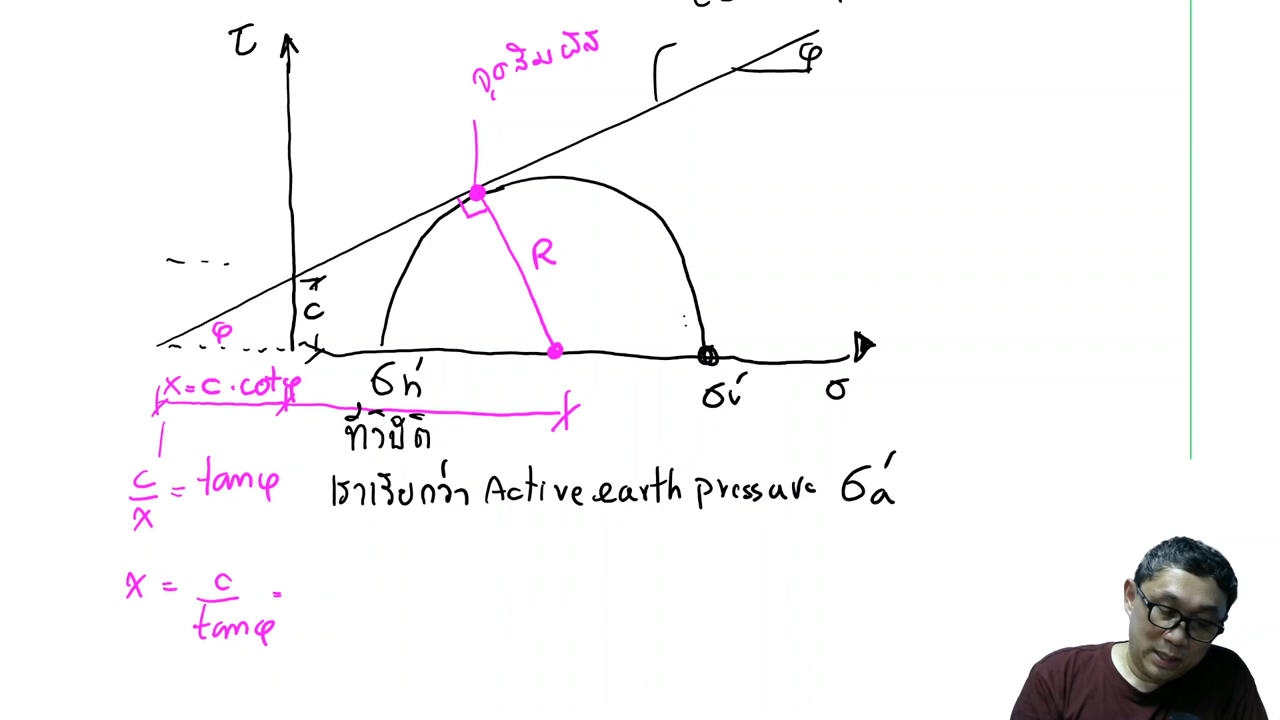 τ
จุดสัมผัส
φ
R
c
φ
x = c · cot φ
σh'
σv'
σ
ที่วิบัติ
c/x = tanφ
เราเรียกว่า Active earth pressure σa'
x = c/tanφ =